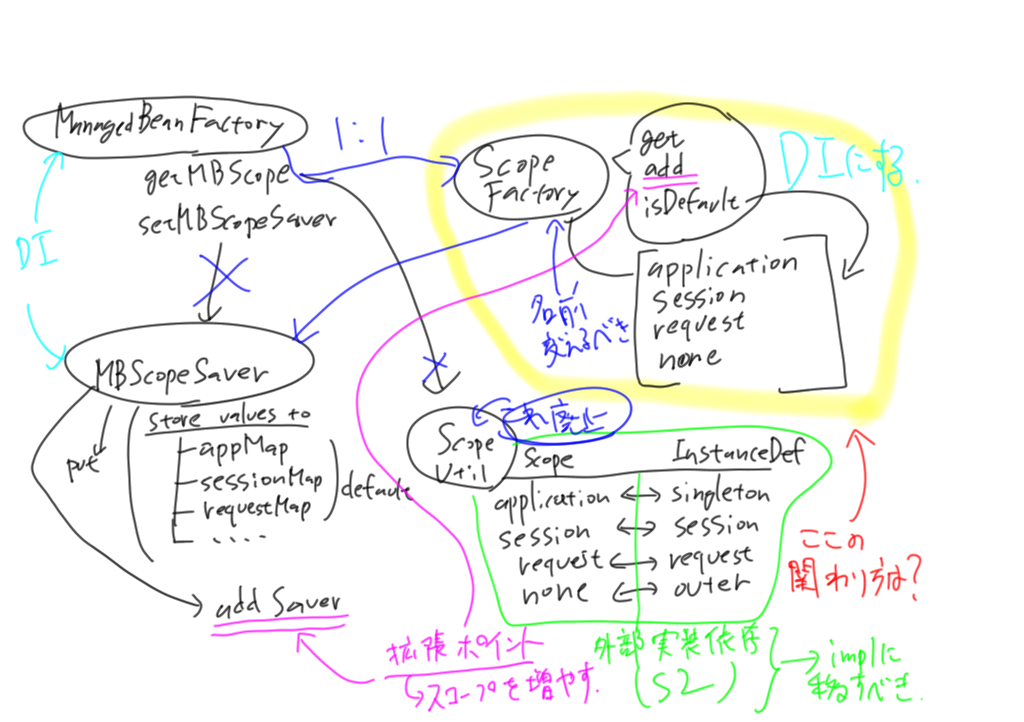 ManagedBeanFactory
getMBScope
setMBScopeSaver
1:1
DI
Scope
Factory
get
add
isDefault
DIにする.
application
session
request
none
名前
変えるべき
MBScopeSaver
put
store values to
appMap
sessionMap
requestMap
....
default
add Saver
Scope
Util
これ廃止
Scope InstanceDef
application ↔ singleton
session ↔ session
request ↔ request
none ↔ outer
ここの
関わり方は?
拡張ポイント
スコープを増やす.
外部実装依存
(S2)
implに
移すべき.